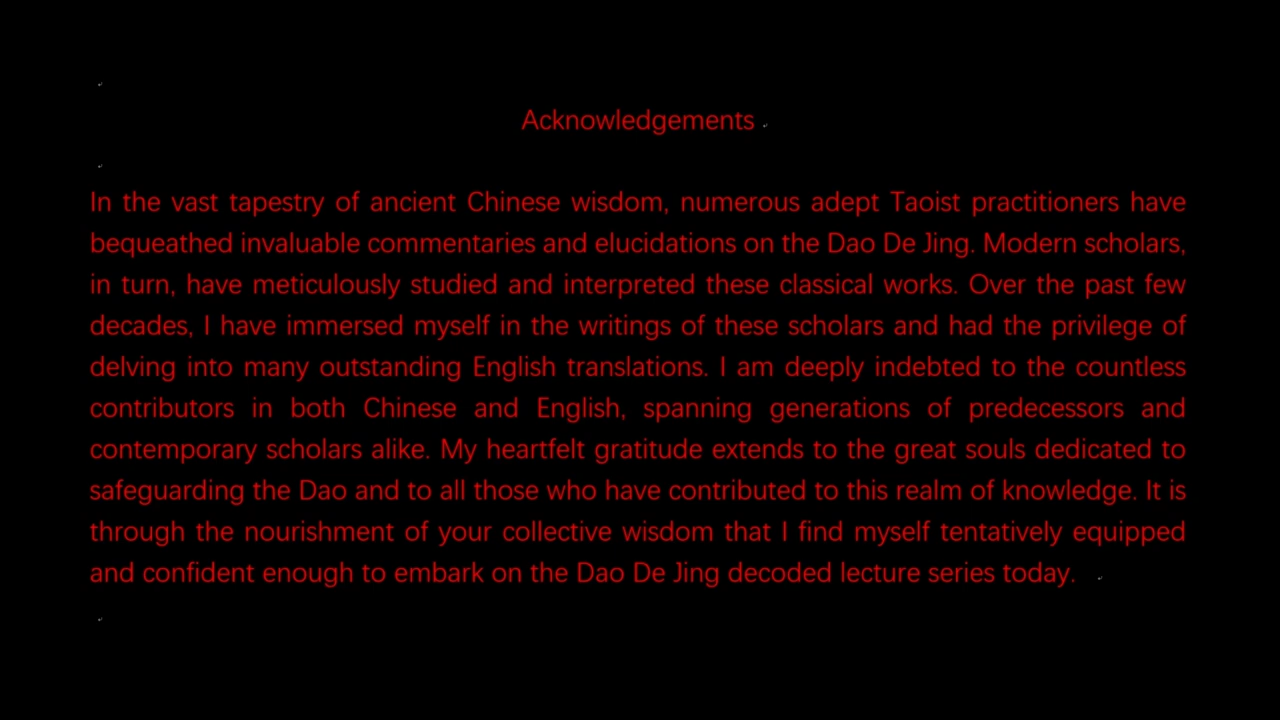 Acknowledgements
In the vast tapestry of ancient Chinese wisdom, numerous adept Taoist practitioners have
bequeathed invaluable commentaries and elucidations on the Dao De Jing. Modern scholars,
in turn, have meticulously studied and interpreted these classical works. Over the past few
decades, I have immersed myself in the writings of these scholars and had the privilege of
delving into many outstanding English translations. I am deeply indebted to the countless
contributors in both Chinese and English, spanning generations of predecessors and
contemporary scholars alike. My heartfelt gratitude extends to the great souls dedicated to
safeguarding the Dao and to all those who have contributed to this realm of knowledge. It is
through the nourishment of your collective wisdom that I find myself tentatively equipped
and confident enough to embark on the Dao De Jing decoded lecture series today.